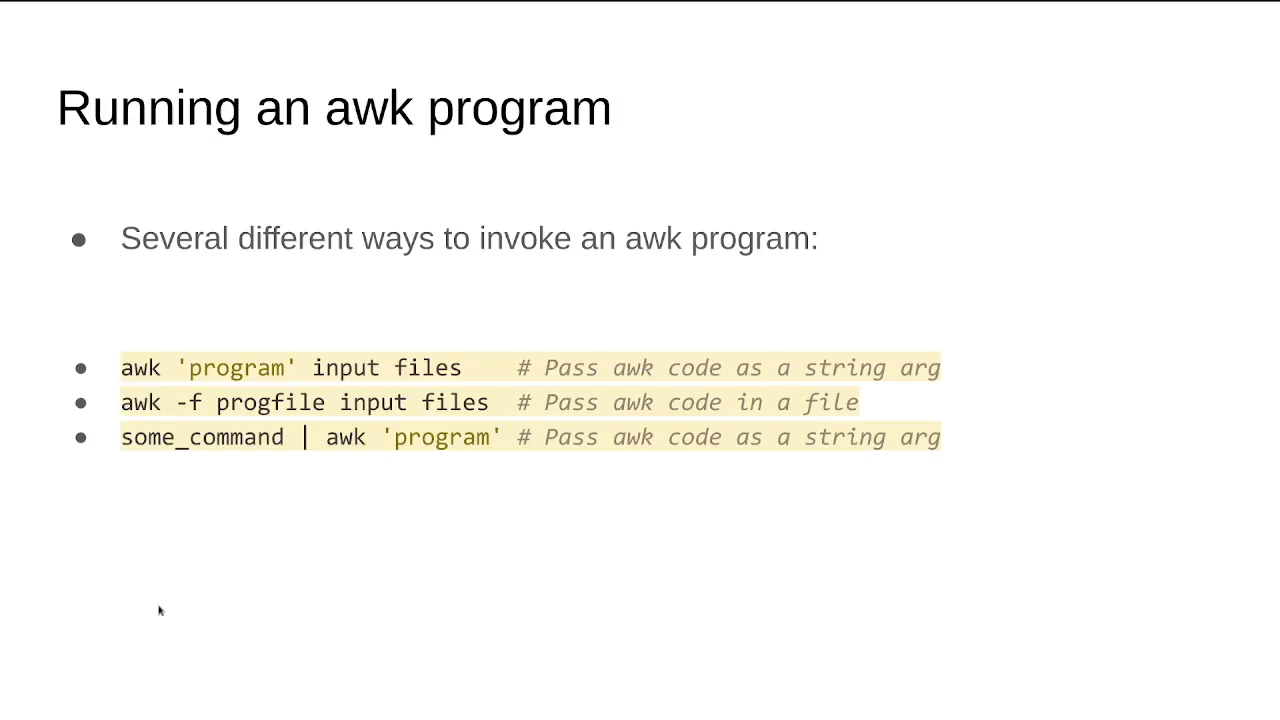 Running an awk program
● Several different ways to invoke an awk program:
● awk 'program' input files    # Pass awk code as a string arg
● awk -f progfile input files  # Pass awk code in a file
● some_command | awk 'program' # Pass awk code as a string arg